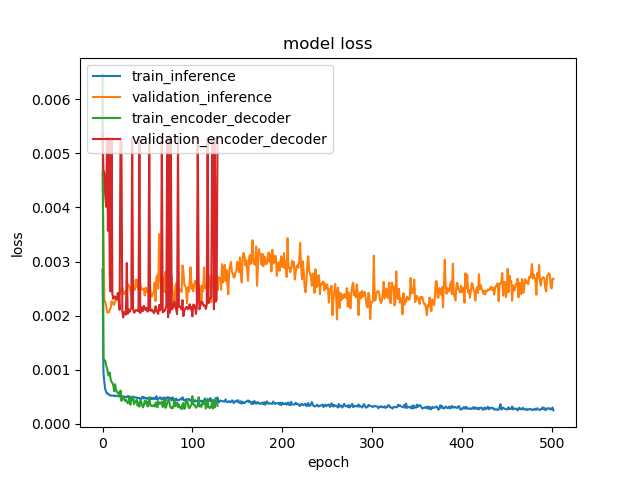 model loss
train_inference
validation_inference
train_encoder_decoder
validation_encoder_decoder
0.006
0.005
0.004
0.003
0.002
0.001
0.000
loss
0 100 200 300 400 500
epoch